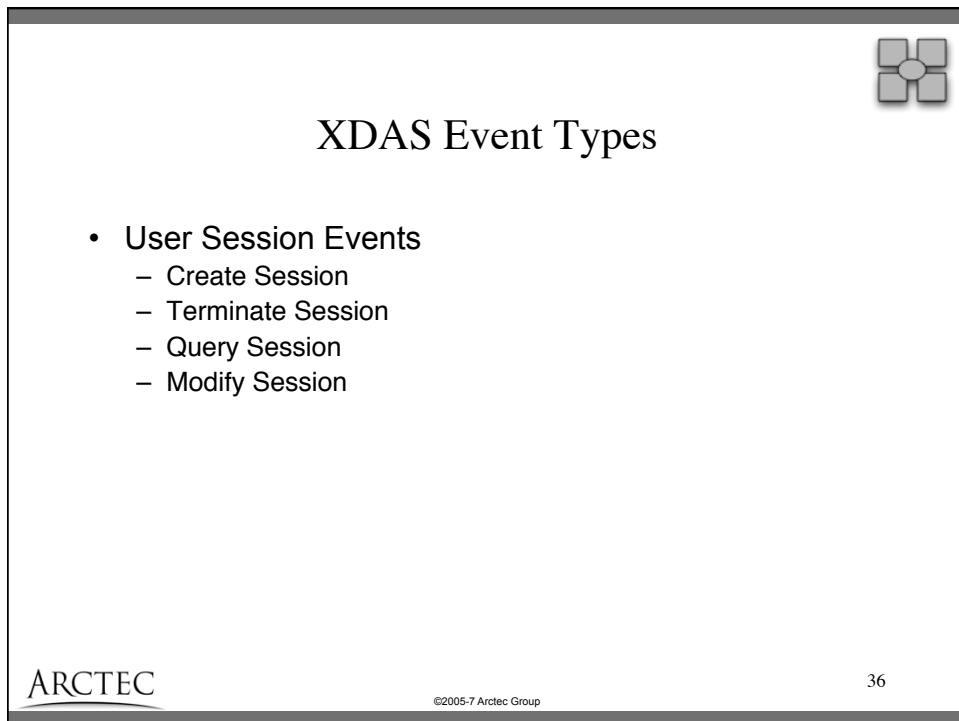 XDAS Event Types
• User Session Events
– Create Session
– Terminate Session
– Query Session
– Modify Session
ARCTEC
©2005-7 Arctec Group
36